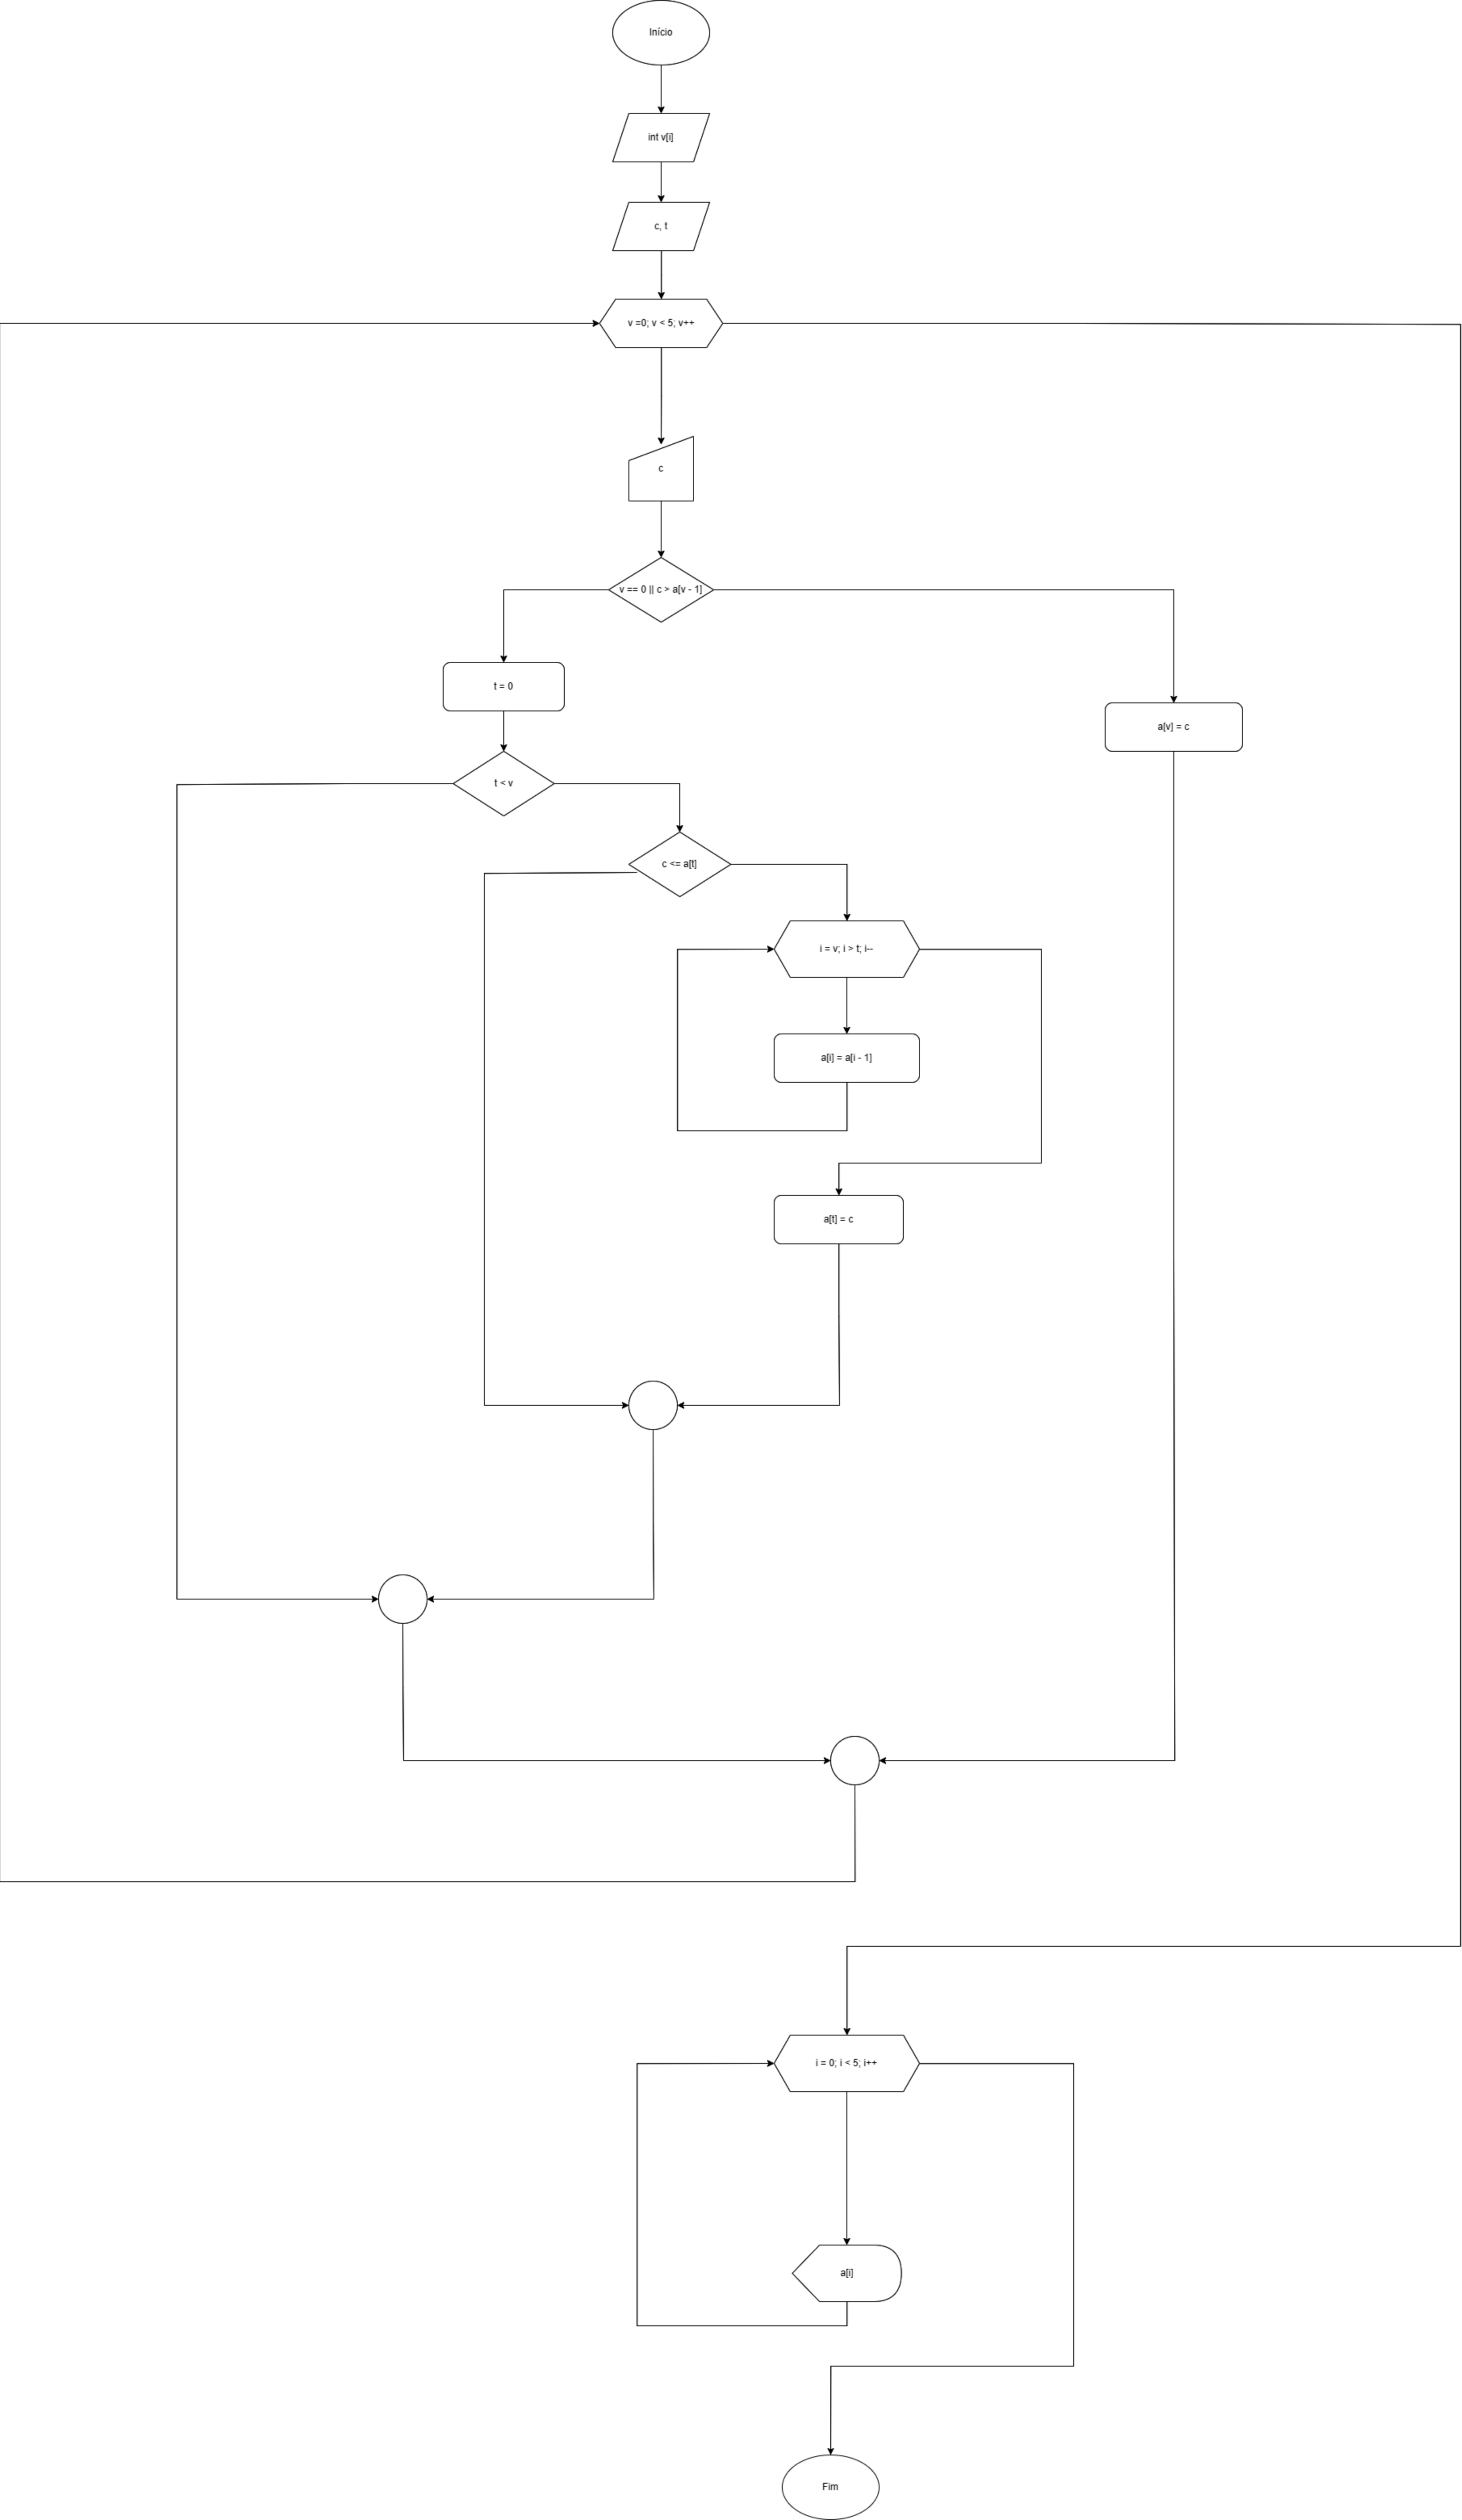 Início
int v[i]
c, t
v =0; v < 5; v++
c
v == 0 || c > a[v - 1]
t = 0
a[v] = c
t < v
c <= a[t]
i = v; i > t; i--
a[i] = a[i - 1]
a[t] = c
i = 0; i < 5; i++
a[i]
Fim